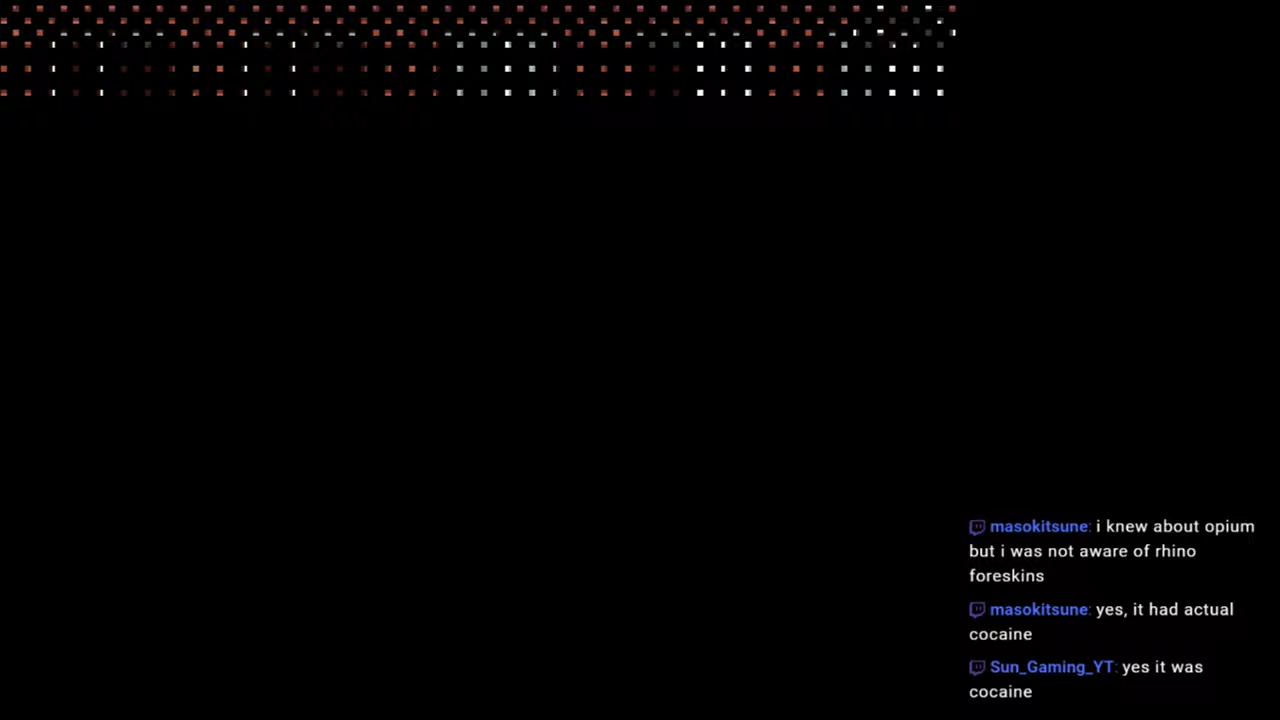 masokitsune: i knew about opium
but i was not aware of rhino
foreskins
masokitsune: yes, it had actual
cocaine
Sun_Gaming_YT: yes it was
cocaine